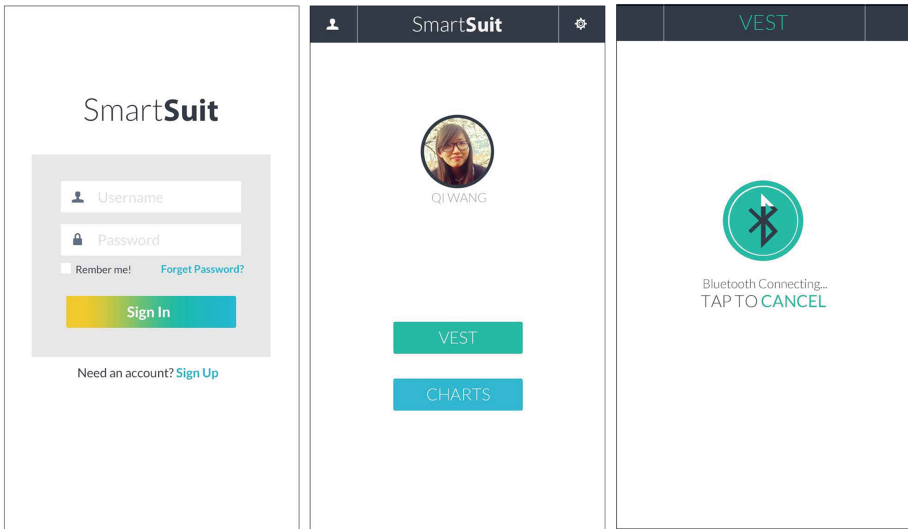 SmartSuit
Username
Password
Rember me! Forget Password?
Sign In
Need an account? Sign Up
SmartSuit
QI WANG
VEST
CHARTS
VEST
Bluetooth Connecting...
TAP TO CANCEL